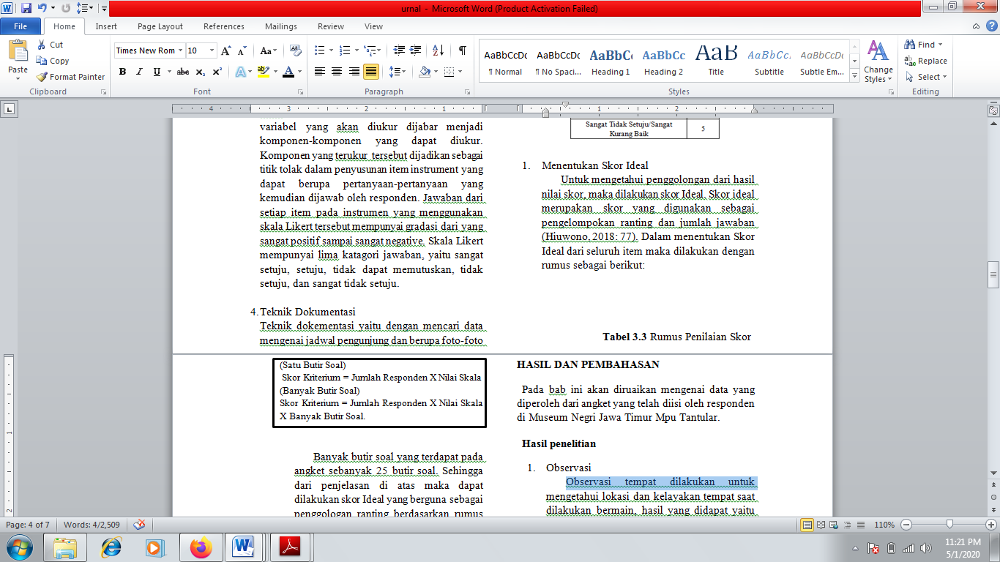 urnal - Microsoft Word (Product Activation Failed)
File Home Insert Page Layout References Mailings Review View
Paste
Cut
Copy
Format Painter
Clipboard
Times New Rom 10
Font
Paragraph
AaBbCcDc AaBbCcDc AaBbCc AaBbCc AaB AaBbCc. AaBbCcDc
¶ Normal ¶ No Spaci... Heading 1 Heading 2 Title Subtitle Subtle Em...
Change Styles
Styles
Find
Replace
Select
Editing
variabel yang akan diukur dijabar menjadi
komponen-komponen yang dapat diukur.
Komponen yang terukur tersebut dijadikan sebagai
titik tolak dalam penyusunan item instrument yang
dapat berupa pertanyaan-pertanyaan yang
kemudian dijawab oleh responden. Jawaban dari
setiap item pada instrumen yang menggunakan
skala Likert tersebut mempunyai gradasi dari yang
sangat positif sampai sangat negative. Skala Likert
mempunyai lima katagori jawaban, yaitu sangat
setuju, setuju, tidak dapat memutuskan, tidak
setuju, dan sangat tidak setuju.
4. Teknik Dokumentasi
Teknik dokementasi yaitu dengan mencari data
mengenai jadwal pengunjung dan berupa foto-foto
Sangat Tidak Setuju/Sangat
Kurang Baik 5
1. Menentukan Skor Ideal
Untuk mengetahui penggolongan dari hasil
nilai skor, maka dilakukan skor Ideal. Skor ideal
merupakan skor yang digunakan sebagai
pengelompokan ranting dan jumlah jawaban
(Hiuwono, 2018: 77). Dalam menentukan Skor
Ideal dari seluruh item maka dilakukan dengan
rumus sebagai berikut:
Tabel 3.3 Rumus Penilaian Skor
(Satu Butir Soal)
Skor Kriterium = Jumlah Responden X Nilai Skala
(Banyak Butir Soal)
Skor Kriterium = Jumlah Responden X Nilai Skala
X Banyak Butir Soal.
Banyak butir soal yang terdapat pada
angket sebanyak 25 butir soal. Sehingga
dari penjelasan di atas maka dapat
dilakukan skor Ideal yang berguna sebagai
penggologan ranting berdasarkan rumus
HASIL DAN PEMBAHASAN
Pada bab ini akan diruaikan mengenai data yang
diperoleh dari angket yang telah diisi oleh responden
di Museum Negri Jawa Timur Mpu Tantular.
Hasil penelitian
1. Observasi
Observasi tempat dilakukan untuk
mengetahui lokasi dan kelayakan tempat saat
dilakukan bermain, hasil yang didapat yaitu
Page: 4 of 7 Words: 4/2,509 110%
11:21 PM
5/1/2020